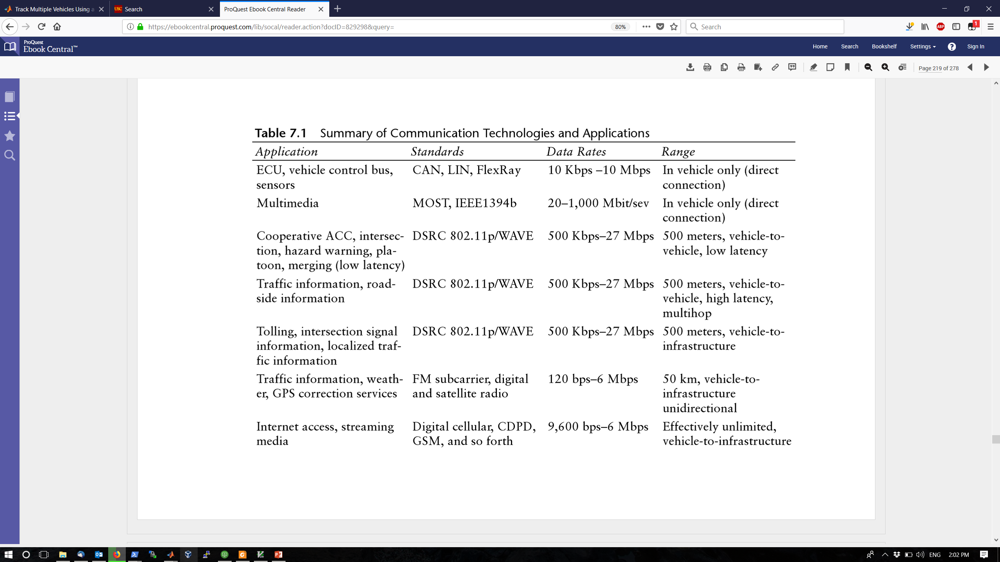 Track Multiple Vehicles Using a
Search
ProQuest Ebook Central Reader
https://ebookcentral.proquest.com/lib/socal/reader.action?docID=829298&query=
80%
Search
ABP
1
ProQuest
Ebook Central™
Home
Search
Bookshelf
Settings
?
Sign In
PDF
Page 219 of 278
Table 7.1 Summary of Communication Technologies and Applications
Application Standards Data Rates Range
ECU, vehicle control bus, CAN, LIN, FlexRay 10 Kbps –10 Mbps In vehicle only (direct
sensors connection)
Multimedia MOST, IEEE1394b 20–1,000 Mbit/sev In vehicle only (direct
connection)
Cooperative ACC, intersec- DSRC 802.11p/WAVE 500 Kbps–27 Mbps 500 meters, vehicle-to-
tion, hazard warning, pla- vehicle, low latency
toon, merging (low latency)
Traffic information, road- DSRC 802.11p/WAVE 500 Kbps–27 Mbps 500 meters, vehicle-to-
side information vehicle, high latency,
multihop
Tolling, intersection signal DSRC 802.11p/WAVE 500 Kbps–27 Mbps 500 meters, vehicle-to-
information, localized traf- infrastructure
fic information
Traffic information, weath- FM subcarrier, digital 120 bps–6 Mbps 50 km, vehicle-to-
er, GPS correction services and satellite radio infrastructure
unidirectional
Internet access, streaming Digital cellular, CDPD, 9,600 bps–6 Mbps Effectively unlimited,
media GSM, and so forth vehicle-to-infrastructure
ENG
2:02 PM